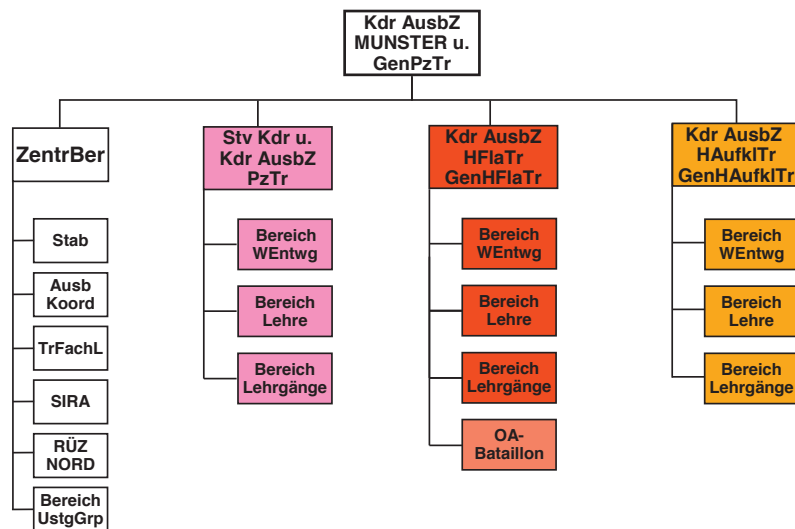 Kdr AusbZ
MUNSTER u.
GenPzTr
ZentrBer
Stab
Ausb
Koord
TrFachL
SIRA
RÜZ
NORD
Bereich
UstgGrp
Stv Kdr u.
Kdr AusbZ
PzTr
Bereich
WEntwg
Bereich
Lehre
Bereich
Lehrgänge
Kdr AusbZ
HFlaTr
GenHFlaTr
Bereich
WEntwg
Bereich
Lehre
Bereich
Lehrgänge
OA-
Bataillon
Kdr AusbZ
HAufklTr
GenHAufklTr
Bereich
WEntwg
Bereich
Lehre
Bereich
Lehrgänge